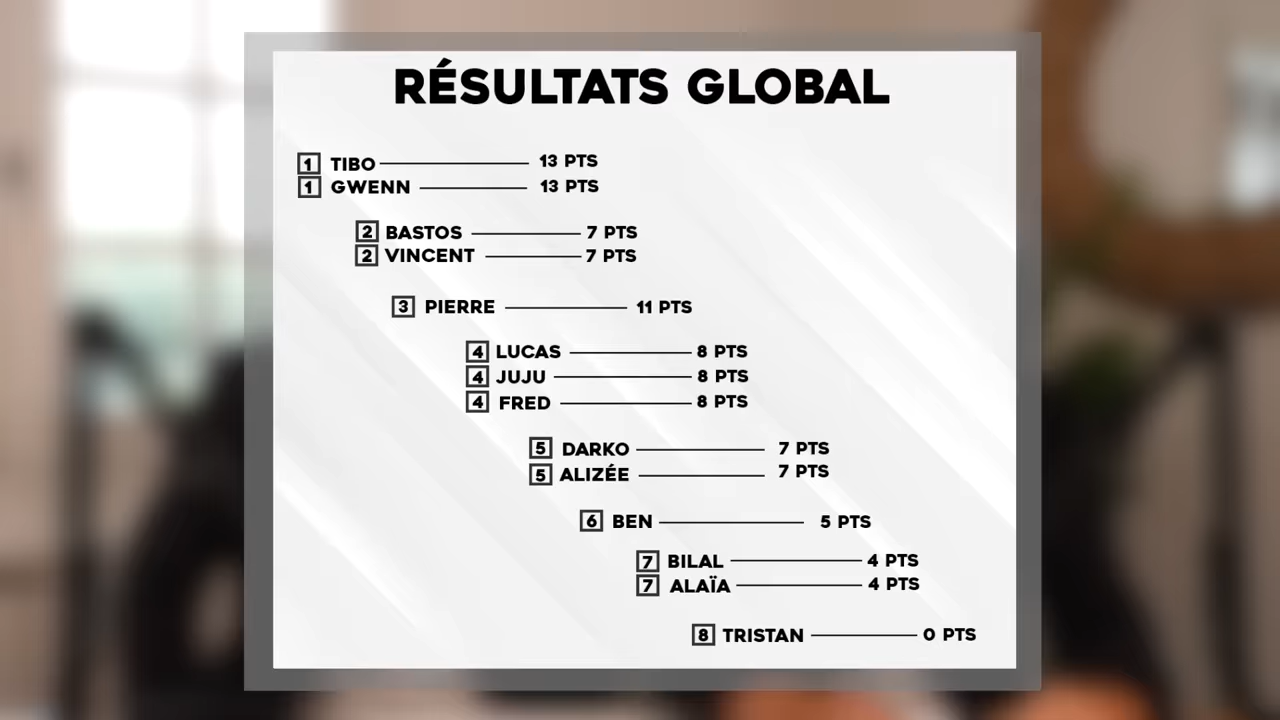 RÉSULTATS GLOBAL
1 TIBO 13 PTS
1 GWENN 13 PTS
2 BASTOS 7 PTS
2 VINCENT 7 PTS
3 PIERRE 11 PTS
4 LUCAS 8 PTS
4 JUJU 8 PTS
4 FRED 8 PTS
5 DARKO 7 PTS
5 ALIZÉE 7 PTS
6 BEN 5 PTS
7 BILAL 4 PTS
7 ALAÏA 4 PTS
8 TRISTAN 0 PTS